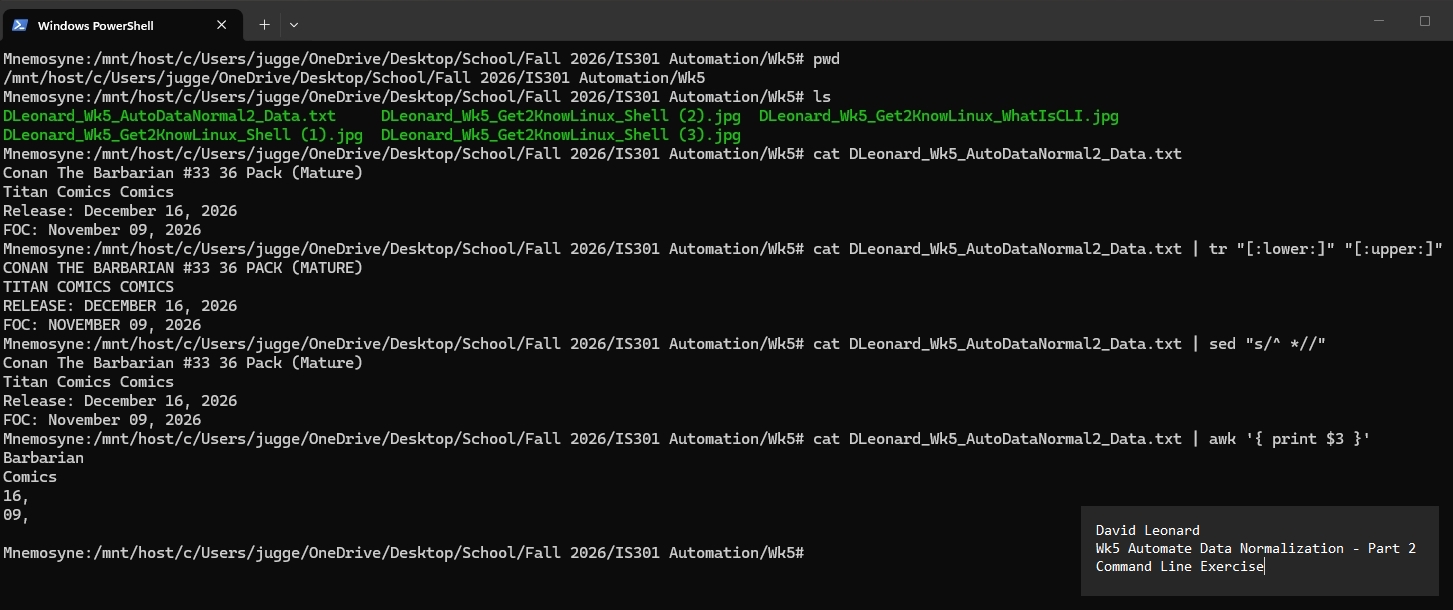 Windows PowerShell
Mnemosyne:/mnt/host/c/Users/jugge/OneDrive/Desktop/School/Fall 2026/IS301 Automation/Wk5# pwd
/mnt/host/c/Users/jugge/OneDrive/Desktop/School/Fall 2026/IS301 Automation/Wk5
Mnemosyne:/mnt/host/c/Users/jugge/OneDrive/Desktop/School/Fall 2026/IS301 Automation/Wk5# ls
DLeonard_Wk5_AutoDataNormal2_Data.txt     DLeonard_Wk5_Get2KnowLinux_Shell (2).jpg  DLeonard_Wk5_Get2KnowLinux_WhatIsCLI.jpg
DLeonard_Wk5_Get2KnowLinux_Shell (1).jpg  DLeonard_Wk5_Get2KnowLinux_Shell (3).jpg
Mnemosyne:/mnt/host/c/Users/jugge/OneDrive/Desktop/School/Fall 2026/IS301 Automation/Wk5# cat DLeonard_Wk5_AutoDataNormal2_Data.txt
Conan The Barbarian #33 36 Pack (Mature)
Titan Comics Comics
Release: December 16, 2026
FOC: November 09, 2026
Mnemosyne:/mnt/host/c/Users/jugge/OneDrive/Desktop/School/Fall 2026/IS301 Automation/Wk5# cat DLeonard_Wk5_AutoDataNormal2_Data.txt | tr "[:lower:]" "[:upper:]"
CONAN THE BARBARIAN #33 36 PACK (MATURE)
TITAN COMICS COMICS
RELEASE: DECEMBER 16, 2026
FOC: NOVEMBER 09, 2026
Mnemosyne:/mnt/host/c/Users/jugge/OneDrive/Desktop/School/Fall 2026/IS301 Automation/Wk5# cat DLeonard_Wk5_AutoDataNormal2_Data.txt | sed "s/^ *//"
Conan The Barbarian #33 36 Pack (Mature)
Titan Comics Comics
Release: December 16, 2026
FOC: November 09, 2026
Mnemosyne:/mnt/host/c/Users/jugge/OneDrive/Desktop/School/Fall 2026/IS301 Automation/Wk5# cat DLeonard_Wk5_AutoDataNormal2_Data.txt | awk '{ print $3 }'
Barbarian
Comics
16,
09,
Mnemosyne:/mnt/host/c/Users/jugge/OneDrive/Desktop/School/Fall 2026/IS301 Automation/Wk5#
David Leonard
Wk5 Automate Data Normalization - Part 2
Command Line Exercise